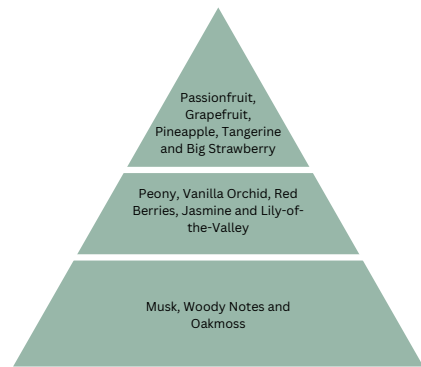 Passionfruit,
Grapefruit,
Pineapple, Tangerine
and Big Strawberry
Peony, Vanilla Orchid, Red
Berries, Jasmine and Lily-of-
the-Valley
Musk, Woody Notes and
Oakmoss